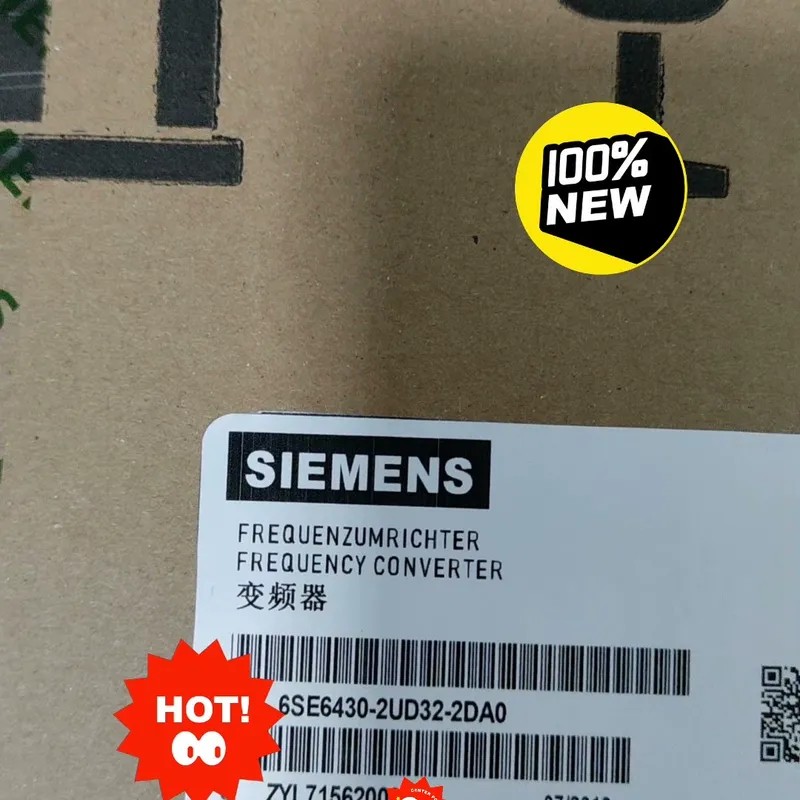 100%
NEW
SIEMENS
FREQUENZUMRICHTER
FREQUENCY CONVERTER
变频器
HOT!
6SE6430-2UD32-2DA0